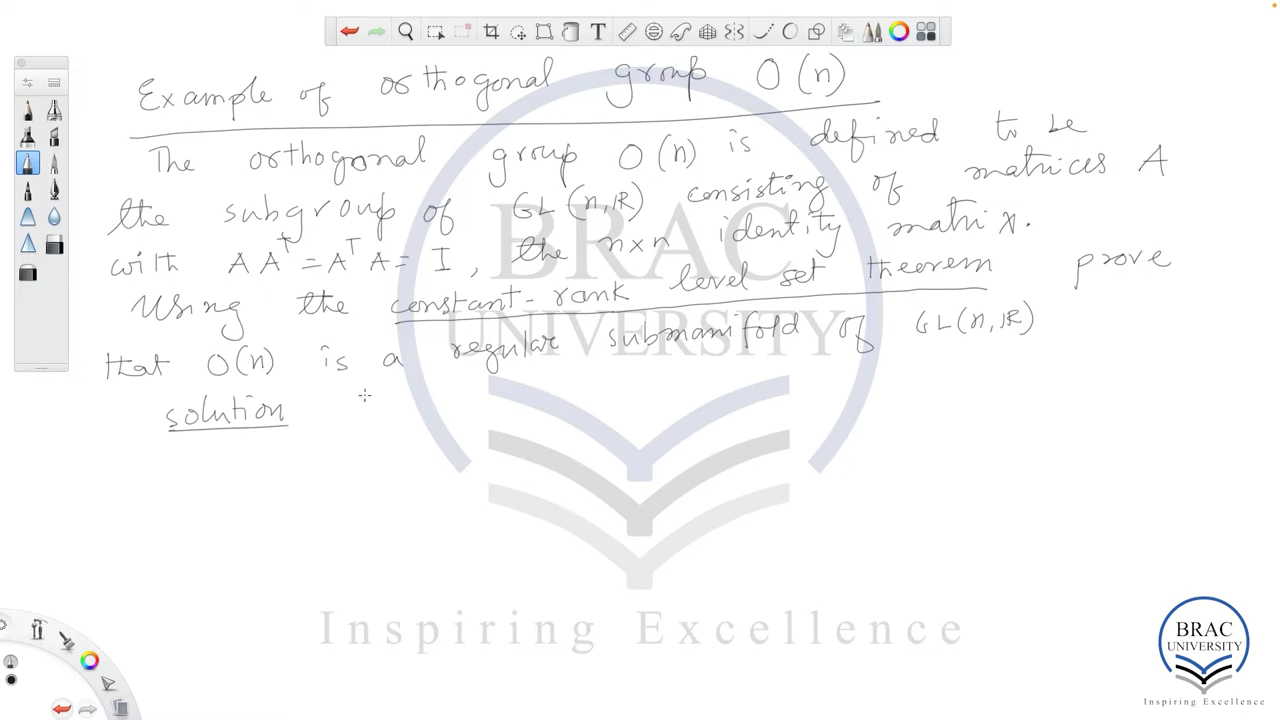 Example of orthogonal group O(n)
The orthogonal group O(n) is defined to be
the subgroup of GL(n,ℝ) consisting of matrices A
with A Aᵀ = Aᵀ A = I, the n×n identity matrix.
Using the constant-rank level set theorem prove
that O(n) is a regular submanifold of GL(n,ℝ)
solution
BRAC
UNIVERSITY
Inspiring Excellence
BRAC
UNIVERSITY
Inspiring Excellence